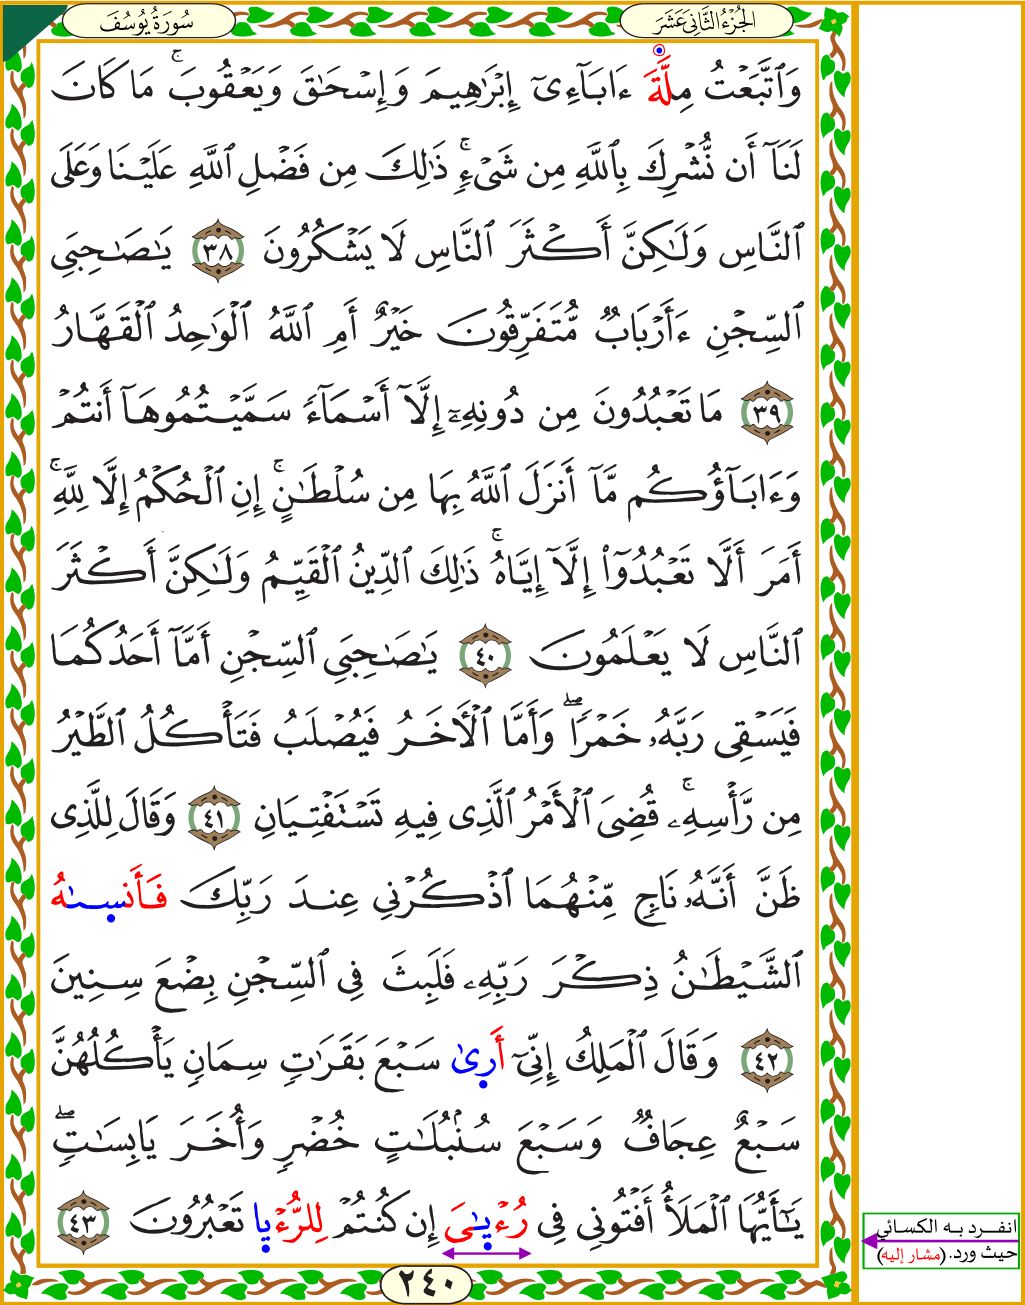 الجُزْءُ الثَّانِي عَشَرَ
سُورَةُ يُوسُفَ
وَٱتَّبَعْتُ مِلَّةَ ءَابَآءِىٓ إِبْرَٰهِيمَ وَإِسْحَٰقَ وَيَعْقُوبَ ۚ مَا كَانَ
لَنَآ أَن نُّشْرِكَ بِٱللَّهِ مِن شَىْءٍ ۚ ذَٰلِكَ مِن فَضْلِ ٱللَّهِ عَلَيْنَا وَعَلَى
ٱلنَّاسِ وَلَٰكِنَّ أَكْثَرَ ٱلنَّاسِ لَا يَشْكُرُونَ ٣٨ يَٰصَٰحِبَىِ
ٱلسِّجْنِ ءَأَرْبَابٌ مُّتَفَرِّقُونَ خَيْرٌ أَمِ ٱللَّهُ ٱلْوَٰحِدُ ٱلْقَهَّارُ
٣٩ مَا تَعْبُدُونَ مِن دُونِهِۦٓ إِلَّآ أَسْمَآءً سَمَّيْتُمُوهَآ أَنتُمْ
وَءَابَآؤُكُم مَّآ أَنزَلَ ٱللَّهُ بِهَا مِن سُلْطَٰنٍ ۚ إِنِ ٱلْحُكْمُ إِلَّا لِلَّهِ ۚ
أَمَرَ أَلَّا تَعْبُدُوٓا۟ إِلَّآ إِيَّاهُ ۚ ذَٰلِكَ ٱلدِّينُ ٱلْقَيِّمُ وَلَٰكِنَّ أَكْثَرَ
ٱلنَّاسِ لَا يَعْلَمُونَ ٤٠ يَٰصَٰحِبَىِ ٱلسِّجْنِ أَمَّآ أَحَدُكُمَا
فَيَسْقِى رَبَّهُۥ خَمْرًا ۖ وَأَمَّا ٱلْأَخَرُ فَيُصْلَبُ فَتَأْكُلُ ٱلطَّيْرُ
مِن رَّأْسِهِۦ ۚ قُضِىَ ٱلْأَمْرُ ٱلَّذِى فِيهِ تَسْتَفْتِيَانِ ٤١ وَقَالَ لِلَّذِى
ظَنَّ أَنَّهُۥ نَاجٍ مِّنْهُمَا ٱذْكُرْنِى عِندَ رَبِّكَ فَأَنسَىٰهُ
ٱلشَّيْطَٰنُ ذِكْرَ رَبِّهِۦ فَلَبِثَ فِى ٱلسِّجْنِ بِضْعَ سِنِينَ
٤٢ وَقَالَ ٱلْمَلِكُ إِنِّىٓ أَرِىٰ سَبْعَ بَقَرَٰتٍ سِمَانٍ يَأْكُلُهُنَّ
سَبْعٌ عِجَافٌ وَسَبْعَ سُنۢبُلَٰتٍ خُضْرٍ وَأُخَرَ يَابِسَٰتٍ ۖ
يَٰٓأَيُّهَا ٱلْمَلَأُ أَفْتُونِى فِى رُءْيَٰىَ إِن كُنتُمْ لِلرُّءْيَا تَعْبُرُونَ ٤٣
انفرد به الكسائي
حيث ورد. (مشار إليه)
٢٤٠